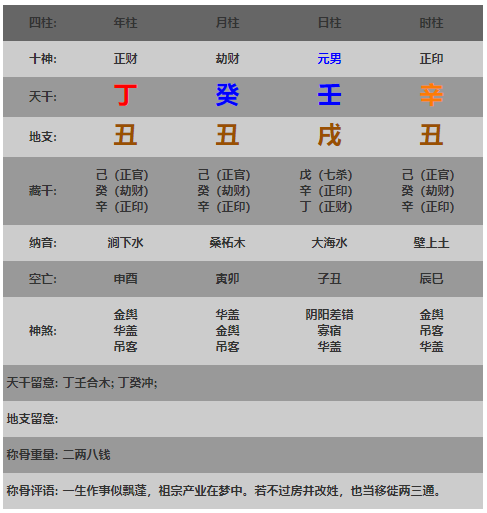 四柱: 年柱 月柱 日柱 时柱
十神: 正财 劫财 元男 正印
天干: 丁 癸 壬 辛
地支: 丑 丑 戌 丑
藏干: 己（正官） 己（正官） 戊（七杀） 己（正官）
癸（劫财） 癸（劫财） 辛（正印） 癸（劫财）
辛（正印） 辛（正印） 丁（正财） 辛（正印）
纳音: 涧下水 桑柘木 大海水 壁上土
空亡: 申酉 寅卯 子丑 辰巳
神煞: 金舆 华盖 阴阳差错 金舆
华盖 金舆 寡宿 吊客
吊客 吊客 华盖 华盖
天干留意: 丁壬合木; 丁癸冲;
地支留意:
称骨重量: 二两八钱
称骨评语: 一生作事似飘蓬，祖宗产业在梦中。若不过房井改姓，也当移徙两三通。